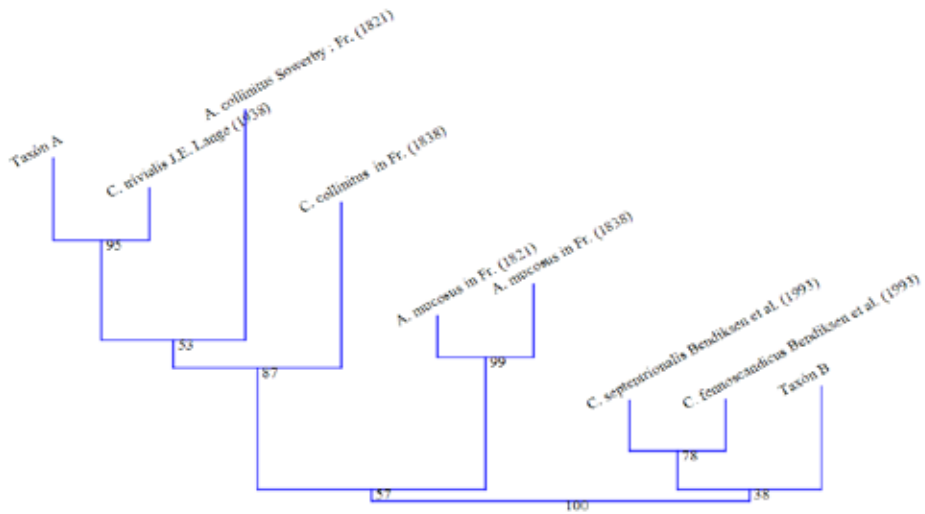 A. collinitus Sowerby ; Fr. (1821)
Taxón A
C. trivialis J.E. Lange (1938)
C. collinitus in Fr. (1838)
A. mucosus in Fr. (1821)
A. mucosus in Fr. (1838)
C. septentrionalis Bendiksen et al. (1993)
C. fennoscandicus Bendiksen et al. (1993)
Taxón B
95
53
87
99
78
57
38
100